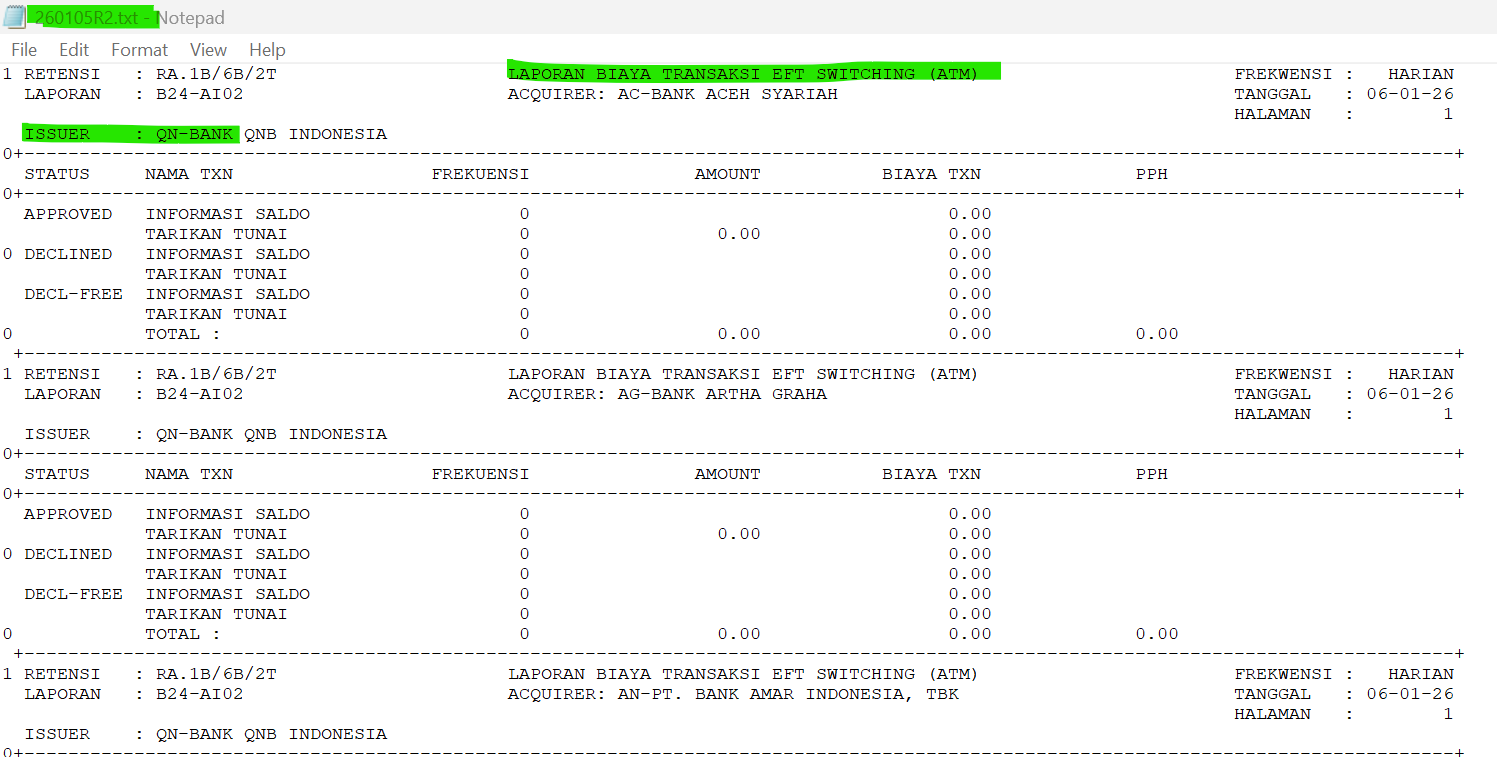 260105R2.txt - Notepad
File Edit Format View Help
1 RETENSI : RA.1B/6B/2T LAPORAN BIAYA TRANSAKSI EFT SWITCHING (ATM) FREKWENSI : HARIAN
LAPORAN : B24-AI02 ACQUIRER: AC-BANK ACEH SYARIAH TANGGAL : 06-01-26
HALAMAN : 1
ISSUER : QN-BANK QNB INDONESIA
0+----------------------------------------------------------------------------------------------------------------------------------+
STATUS NAMA TXN FREKUENSI AMOUNT BIAYA TXN PPH
0+----------------------------------------------------------------------------------------------------------------------------------+
APPROVED INFORMASI SALDO 0 0.00
TARIKAN TUNAI 0 0.00 0.00
0 DECLINED INFORMASI SALDO 0 0.00
TARIKAN TUNAI 0 0.00
DECL-FREE INFORMASI SALDO 0 0.00
TARIKAN TUNAI 0 0.00
0 TOTAL : 0 0.00 0.00 0.00
+----------------------------------------------------------------------------------------------------------------------------------+
1 RETENSI : RA.1B/6B/2T LAPORAN BIAYA TRANSAKSI EFT SWITCHING (ATM) FREKWENSI : HARIAN
LAPORAN : B24-AI02 ACQUIRER: AG-BANK ARTHA GRAHA TANGGAL : 06-01-26
HALAMAN : 1
ISSUER : QN-BANK QNB INDONESIA
0+----------------------------------------------------------------------------------------------------------------------------------+
STATUS NAMA TXN FREKUENSI AMOUNT BIAYA TXN PPH
0+----------------------------------------------------------------------------------------------------------------------------------+
APPROVED INFORMASI SALDO 0 0.00
TARIKAN TUNAI 0 0.00 0.00
0 DECLINED INFORMASI SALDO 0 0.00
TARIKAN TUNAI 0 0.00
DECL-FREE INFORMASI SALDO 0 0.00
TARIKAN TUNAI 0 0.00
0 TOTAL : 0 0.00 0.00 0.00
+----------------------------------------------------------------------------------------------------------------------------------+
1 RETENSI : RA.1B/6B/2T LAPORAN BIAYA TRANSAKSI EFT SWITCHING (ATM) FREKWENSI : HARIAN
LAPORAN : B24-AI02 ACQUIRER: AN-PT. BANK AMAR INDONESIA, TBK TANGGAL : 06-01-26
HALAMAN : 1
ISSUER : QN-BANK QNB INDONESIA
0+----------------------------------------------------------------------------------------------------------------------------------+